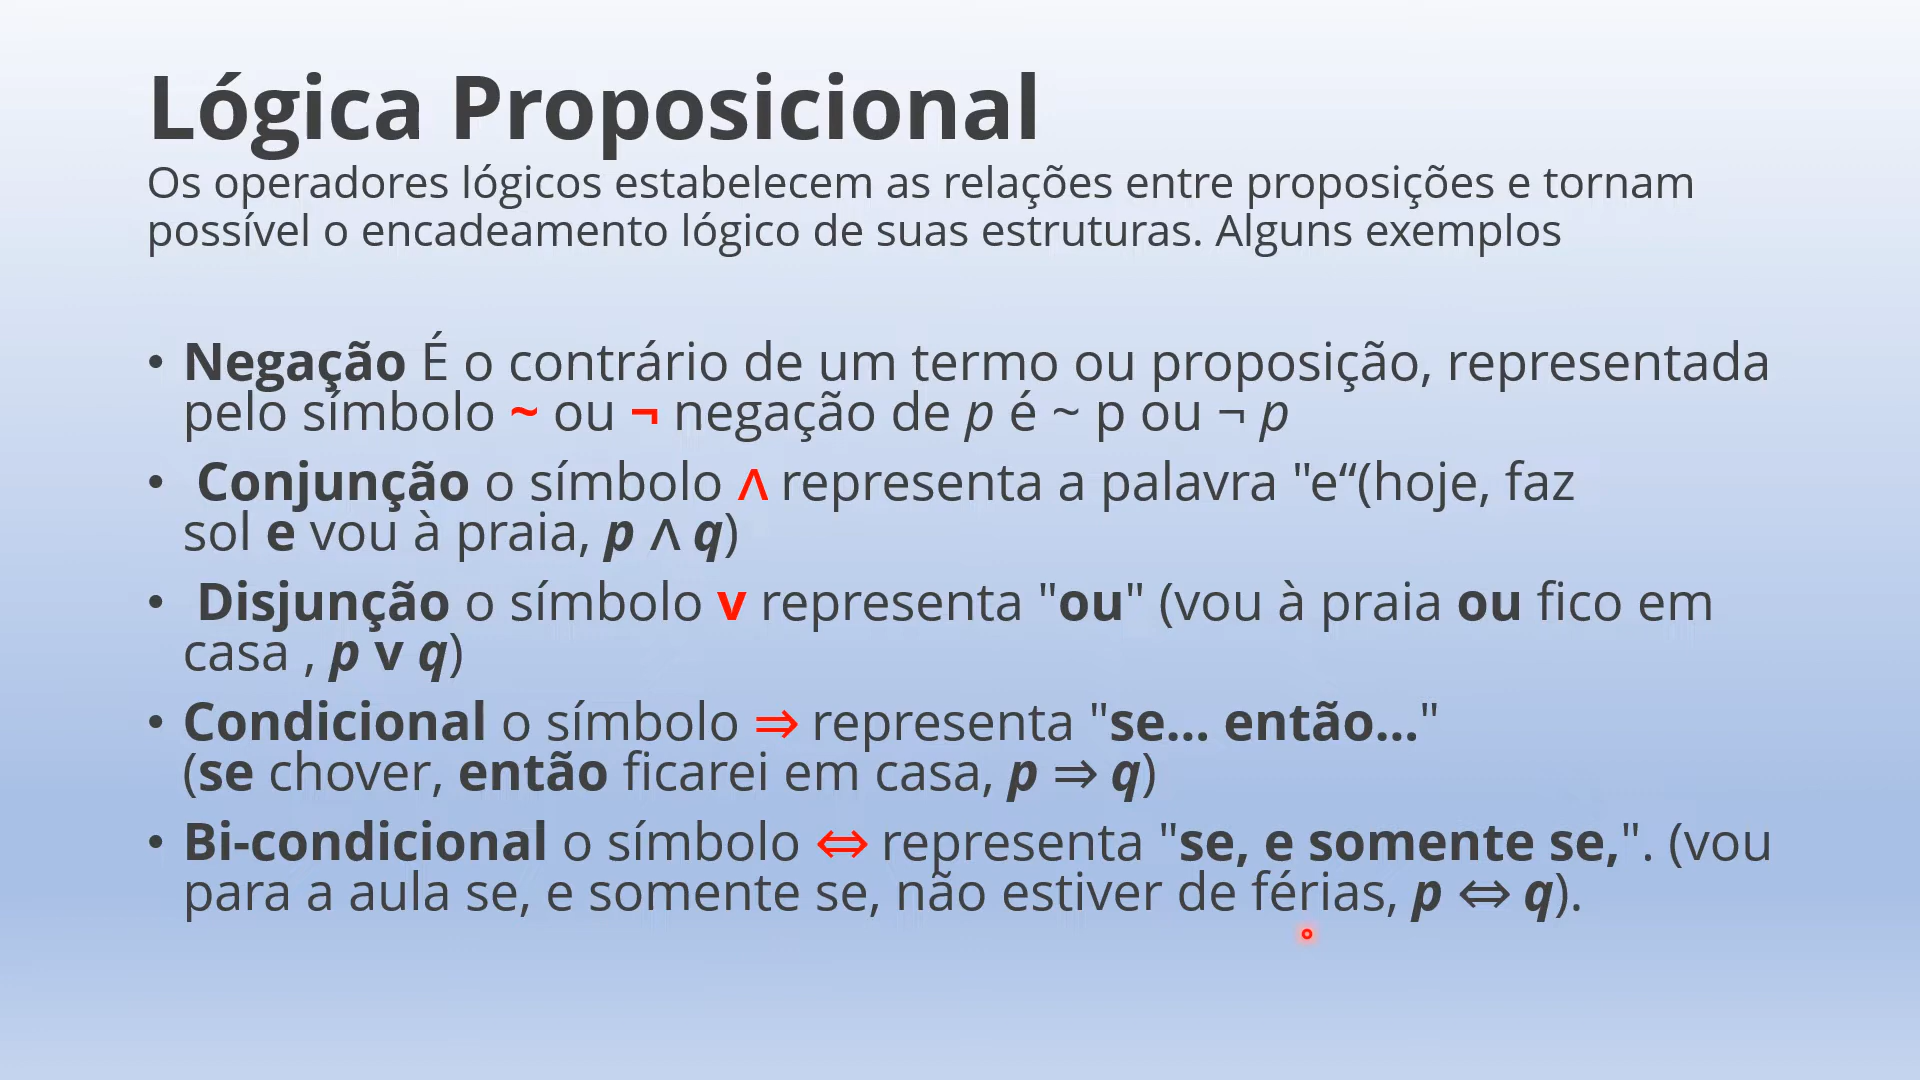 Lógica Proposicional
Os operadores lógicos estabelecem as relações entre proposições e tornam
possível o encadeamento lógico de suas estruturas. Alguns exemplos
• Negação É o contrário de um termo ou proposição, representada
pelo símbolo ~ ou ¬ negação de p é ~ p ou ¬ p
• Conjunção o símbolo ∧ representa a palavra "e“(hoje, faz
sol e vou à praia, p ∧ q)
• Disjunção o símbolo v representa "ou" (vou à praia ou fico em
casa , p v q)
• Condicional o símbolo ⇒ representa "se... então..."
(se chover, então ficarei em casa, p ⇒ q)
• Bi-condicional o símbolo ⇔ representa "se, e somente se,". (vou
para a aula se, e somente se, não estiver de férias, p ⇔ q).